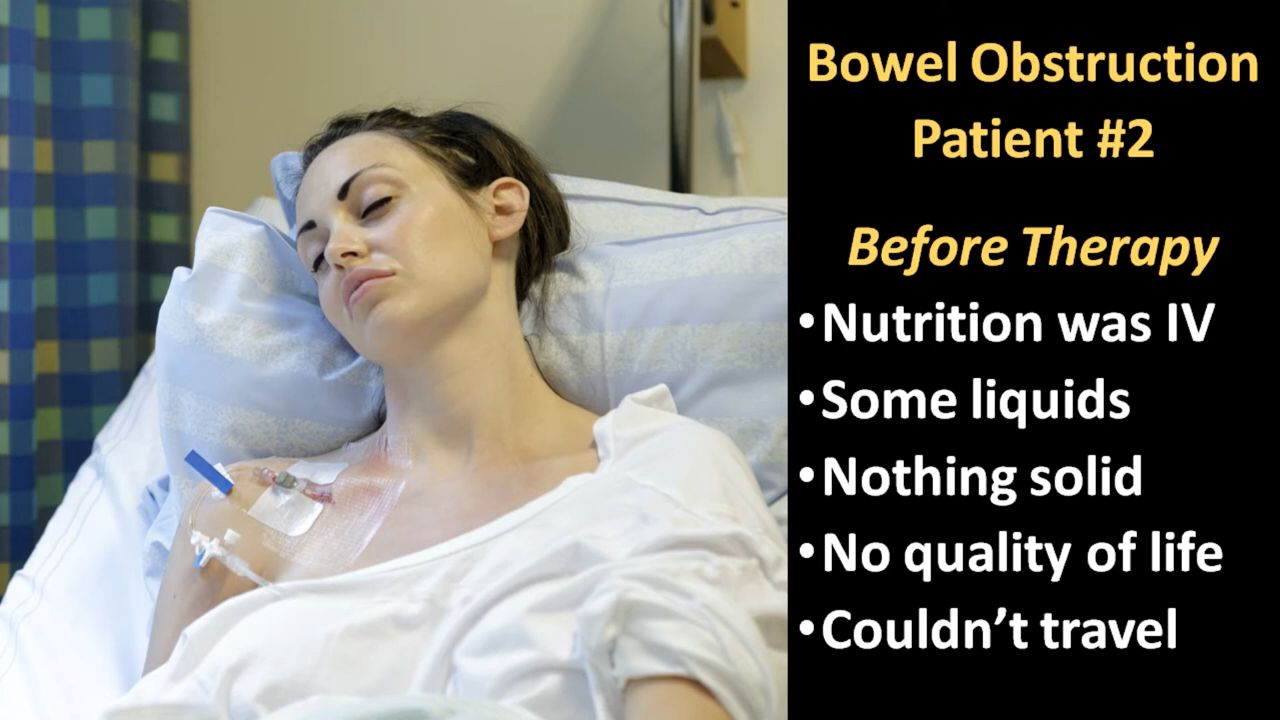 Bowel Obstruction
Patient #2
Before Therapy
•Nutrition was IV
•Some liquids
•Nothing solid
•No quality of life
•Couldn’t travel